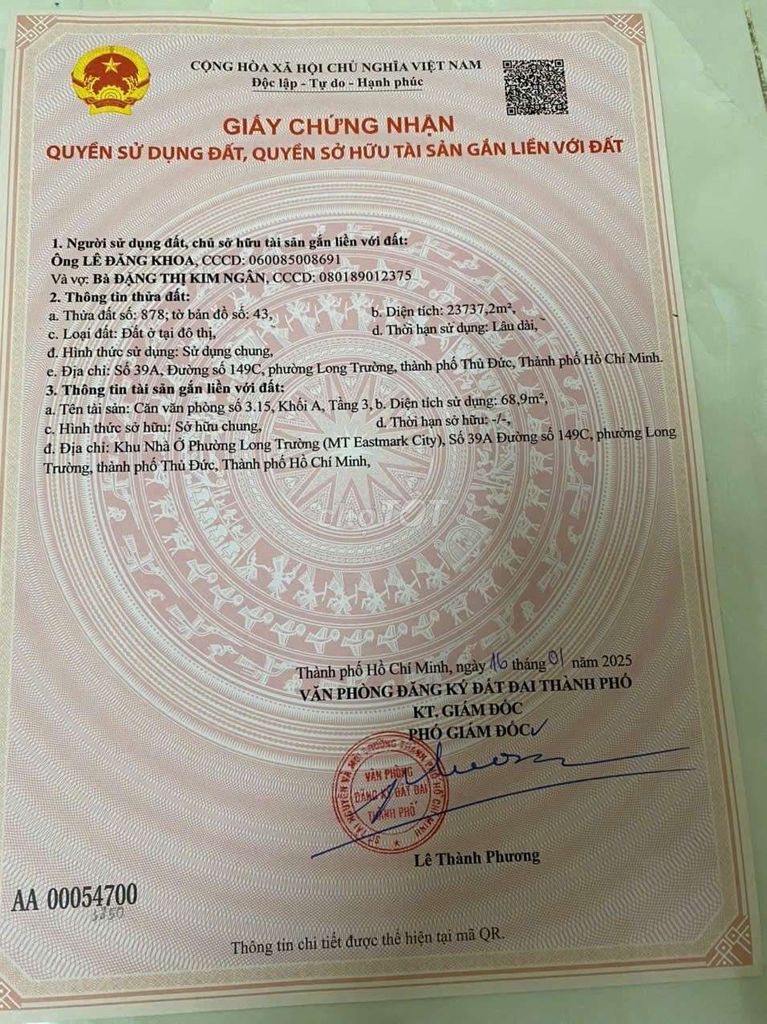 CỘNG HÒA XÃ HỘI CHỦ NGHĨA VIỆT NAM
Độc lập - Tự do - Hạnh phúc
GIẤY CHỨNG NHẬN
QUYỀN SỬ DỤNG ĐẤT, QUYỀN SỞ HỮU TÀI SẢN GẮN LIỀN VỚI ĐẤT
1. Người sử dụng đất, chủ sở hữu tài sản gắn liền với đất:
Ông LÊ ĐĂNG KHOA, CCCD: 060085008691
Và vợ: Bà ĐẶNG THỊ KIM NGÂN, CCCD: 080189012375
2. Thông tin thửa đất:
a. Thửa đất số: 878; tờ bản đồ số: 43, b. Diện tích: 23737,2m²,
c. Loại đất: Đất ở tại đô thị, d. Thời hạn sử dụng: Lâu dài,
đ. Hình thức sử dụng: Sử dụng chung,
e. Địa chỉ: Số 39A, Đường số 149C, phường Long Trường, thành phố Thủ Đức, Thành phố Hồ Chí Minh.
3. Thông tin tài sản gắn liền với đất:
a. Tên tài sản: Căn văn phòng số 3.15, Khối A, Tầng 3, b. Diện tích sử dụng: 68,9m²,
c. Hình thức sở hữu: Sở hữu chung, d. Thời hạn sở hữu: -/-,
đ. Địa chỉ: Khu Nhà Ở Phường Long Trường (MT Eastmark City), Số 39A Đường số 149C, phường Long
Trường, thành phố Thủ Đức, Thành phố Hồ Chí Minh,
chợTỐT
Thành phố Hồ Chí Minh, ngày 16 tháng 01 năm 2025
VĂN PHÒNG ĐĂNG KÝ ĐẤT ĐAI THÀNH PHỐ
KT. GIÁM ĐỐC
PHÓ GIÁM ĐỐC
SỞ TÀI NGUYÊN VÀ MÔI TRƯỜNG THÀNH PHỐ HỒ CHÍ MINH
VĂN PHÒNG
ĐĂNG KÝ ĐẤT ĐAI
THÀNH PHỐ
Lê Thành Phương
AA 00054700
Thông tin chi tiết được thể hiện tại mã QR.